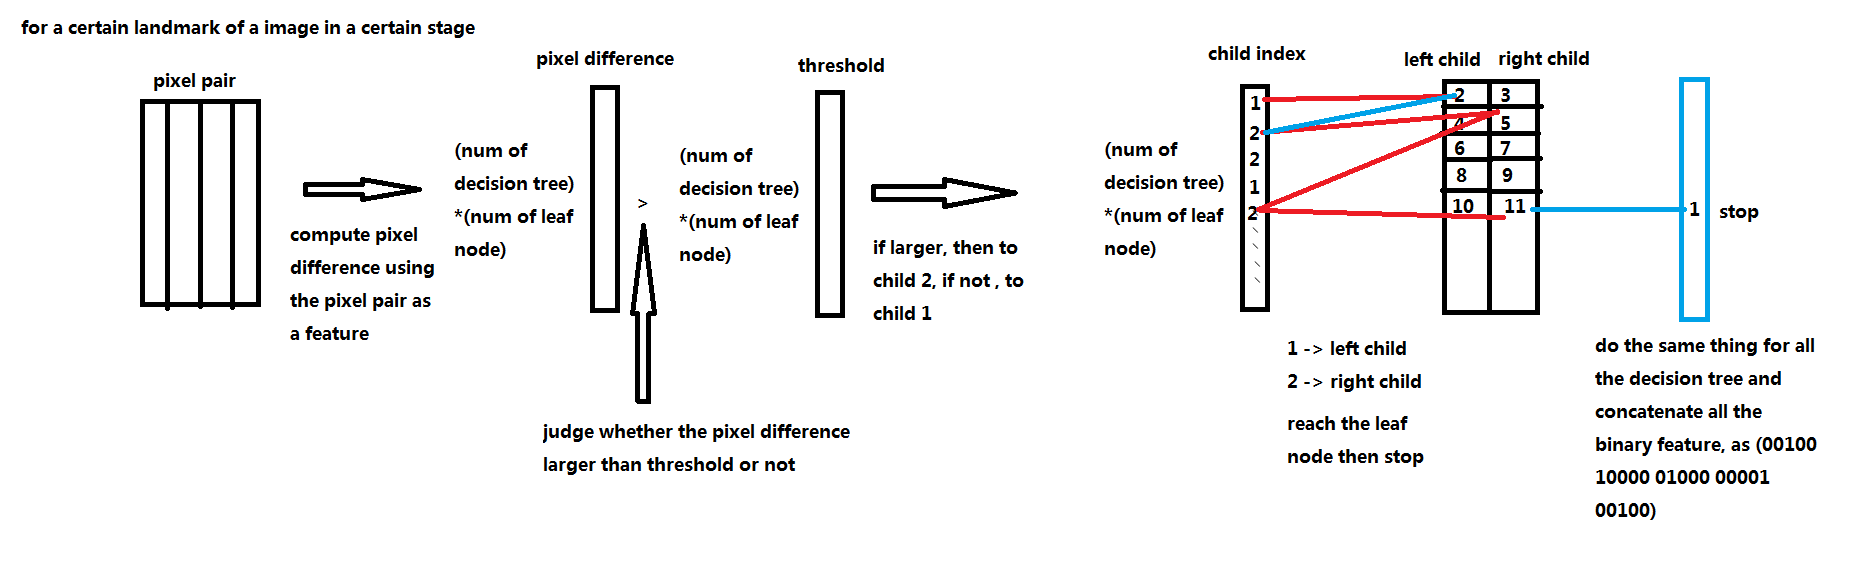 for a certain landmark of a image in a certain stage
pixel pair
compute pixel
difference using
the pixel pair as
a feature
(num of
decision tree)
*(num of leaf
node)
pixel difference
>
judge whether the pixel difference
larger than threshold or not
(num of
decision tree)
*(num of leaf
node)
threshold
if larger, then to
child 2, if not , to
child 1
(num of
decision tree)
*(num of leaf
node)
child index
1
2
2
1
2
1 -> left child
2 -> right child
reach the leaf
node then stop
left child right child
2 3
4 5
6 7
8 9
10 11
1 stop
do the same thing for all
the decision tree and
concatenate all the
binary feature, as (00100
10000 01000 00001
00100)